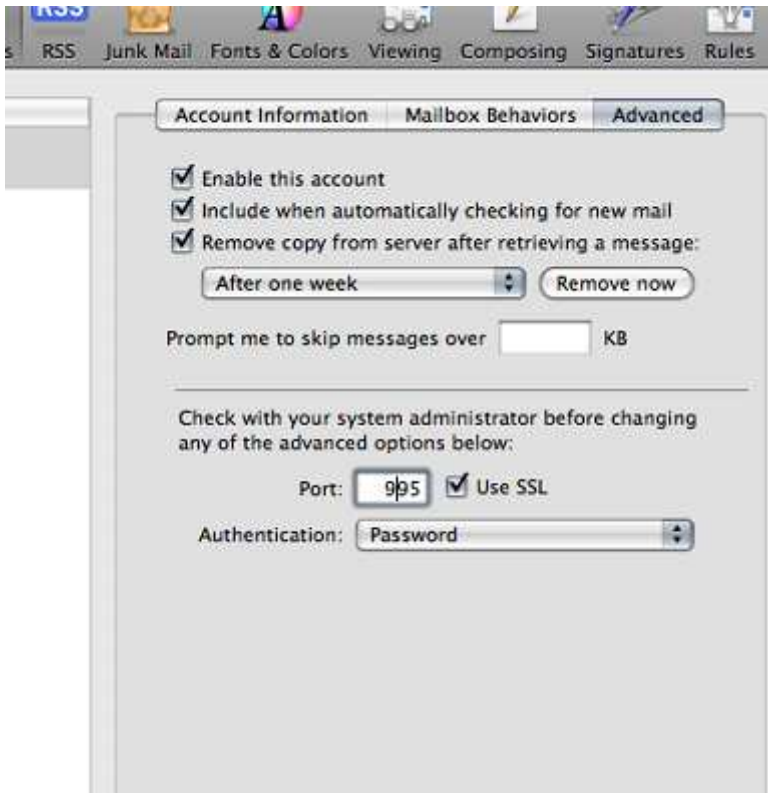 RSS
s RSS Junk Mail Fonts & Colors Viewing Composing Signatures Rules
Account Information Mailbox Behaviors Advanced
Enable this account
Include when automatically checking for new mail
Remove copy from server after retrieving a message:
After one week Remove now
Prompt me to skip messages over KB
Check with your system administrator before changing
any of the advanced options below:
Port: 995 Use SSL
Authentication: Password